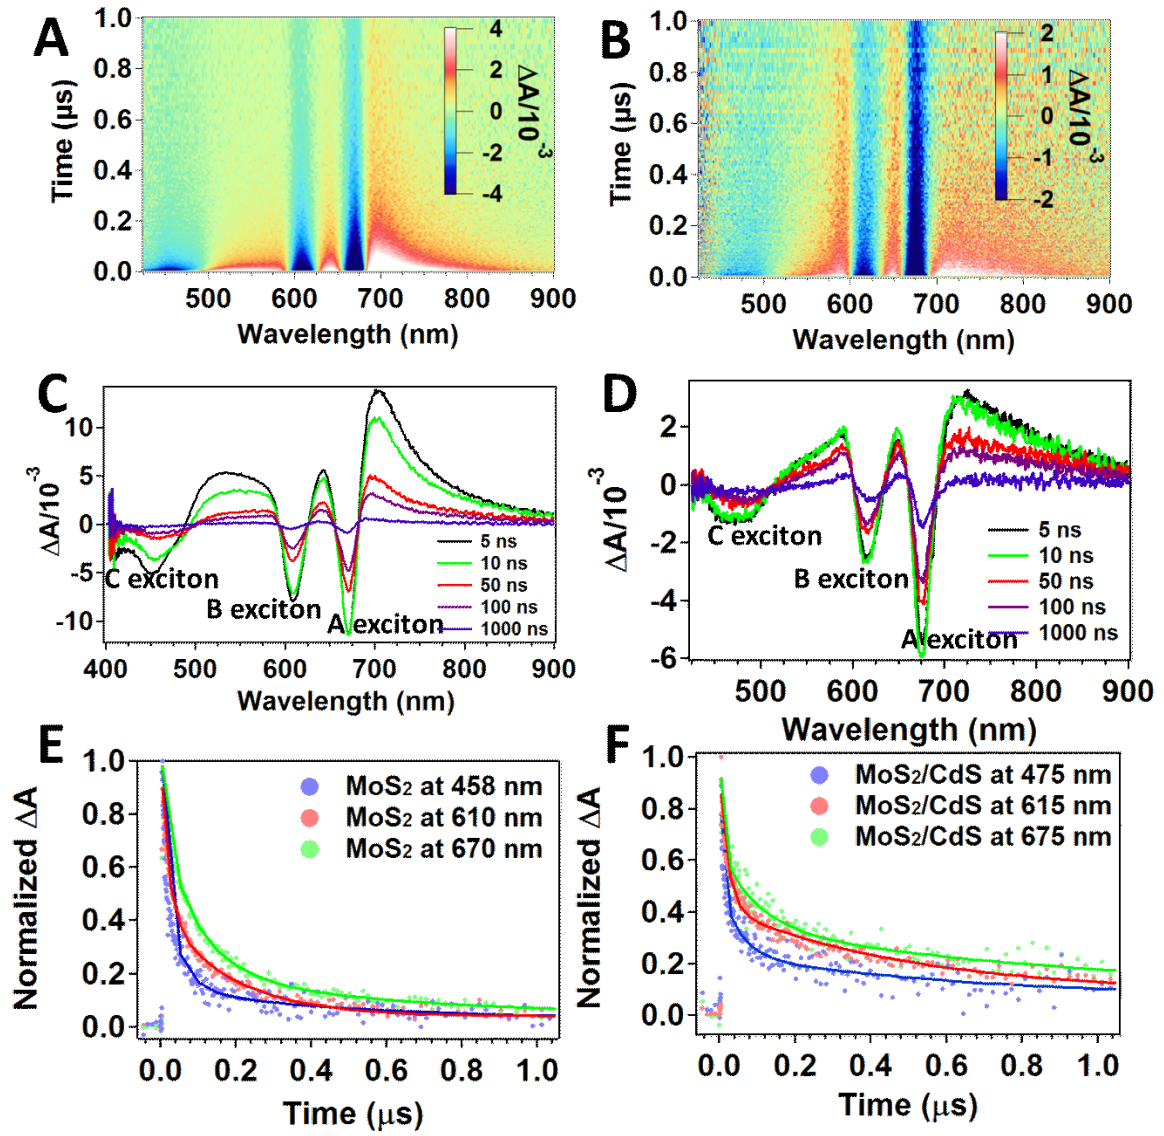 A
1.0
0.8
0.6
0.4
0.2
0.0
Time (μs)
500 600 700 800 900
Wavelength (nm)
4
2
0
-2
-4
ΔA/10⁻³
B
1.0
0.8
0.6
0.4
0.2
0.0
Time (μs)
500 600 700 800 900
Wavelength (nm)
2
1
0
-1
-2
ΔA/10⁻³
C
10
5
0
-5
-10
ΔA/10⁻³
C exciton
B exciton
A exciton
5 ns
10 ns
50 ns
100 ns
1000 ns
400 500 600 700 800 900
Wavelength (nm)
D
2
0
-2
-4
-6
ΔA/10⁻³
C exciton
B exciton
A exciton
5 ns
10 ns
50 ns
100 ns
1000 ns
500 600 700 800 900
Wavelength (nm)
E
1.0
0.8
0.6
0.4
0.2
0.0
Normalized ΔA
MoS₂ at 458 nm
MoS₂ at 610 nm
MoS₂ at 670 nm
0.0 0.2 0.4 0.6 0.8 1.0
Time (μs)
F
1.0
0.8
0.6
0.4
0.2
0.0
Normalized ΔA
MoS₂/CdS at 475 nm
MoS₂/CdS at 615 nm
MoS₂/CdS at 675 nm
0.0 0.2 0.4 0.6 0.8 1.0
Time (μs)